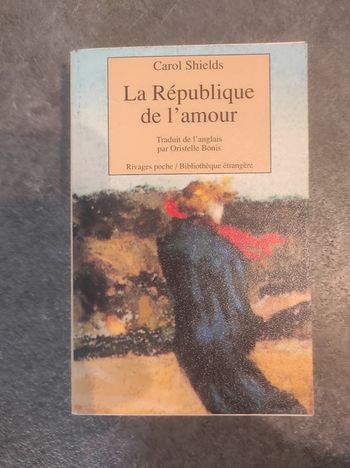 Carol Shields
La République
de l'amour
Traduit de l'anglais
par Oristelle Bonis
Rivages poche / Bibliothèque étrangère